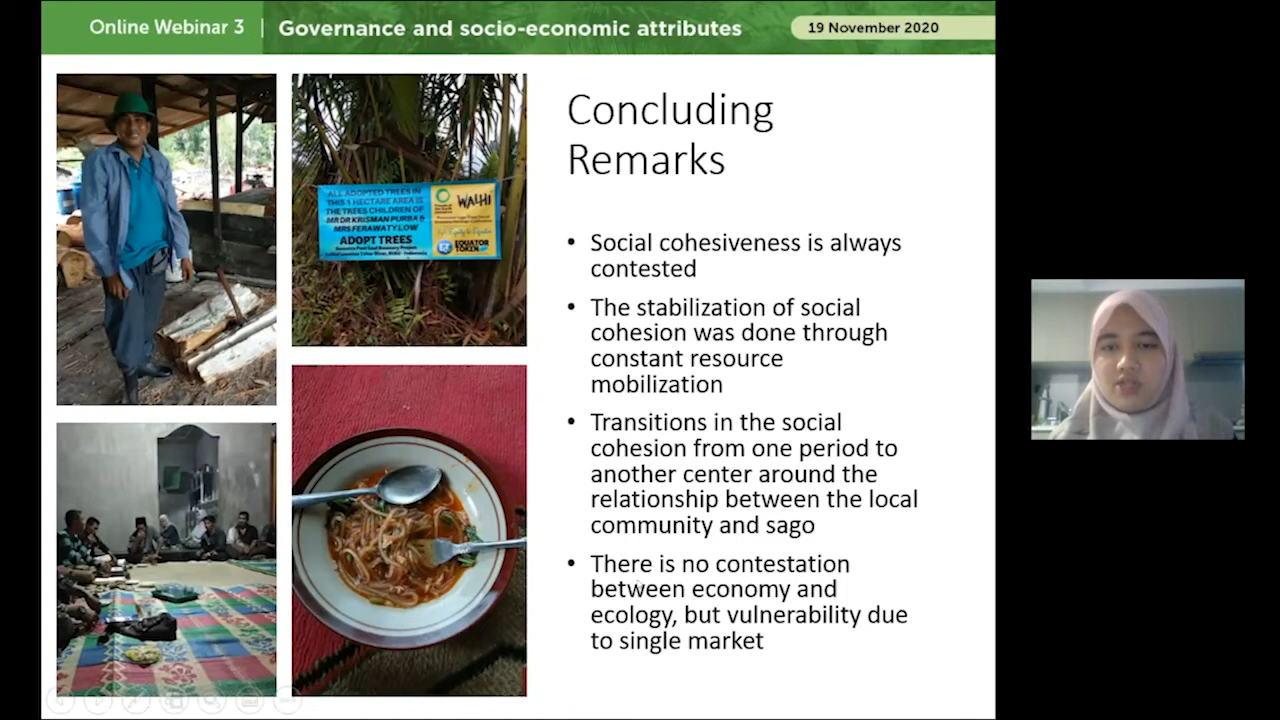 Online Webinar 3
Governance and socio-economic attributes
19 November 2020
ALL ADOPTED TREES IN
THIS 1 HECTARE AREA IS
THE TREES CHILDREN OF
MR DR KRISMAN PURBA &
MRS FERAWATY LOW
ADOPT TREES
WALHI
EQUATOR
TOKEN
Concluding
Remarks
• Social cohesiveness is always
contested
• The stabilization of social
cohesion was done through
constant resource
mobilization
• Transitions in the social
cohesion from one period to
another center around the
relationship between the local
community and sago
• There is no contestation
between economy and
ecology, but vulnerability due
to single market